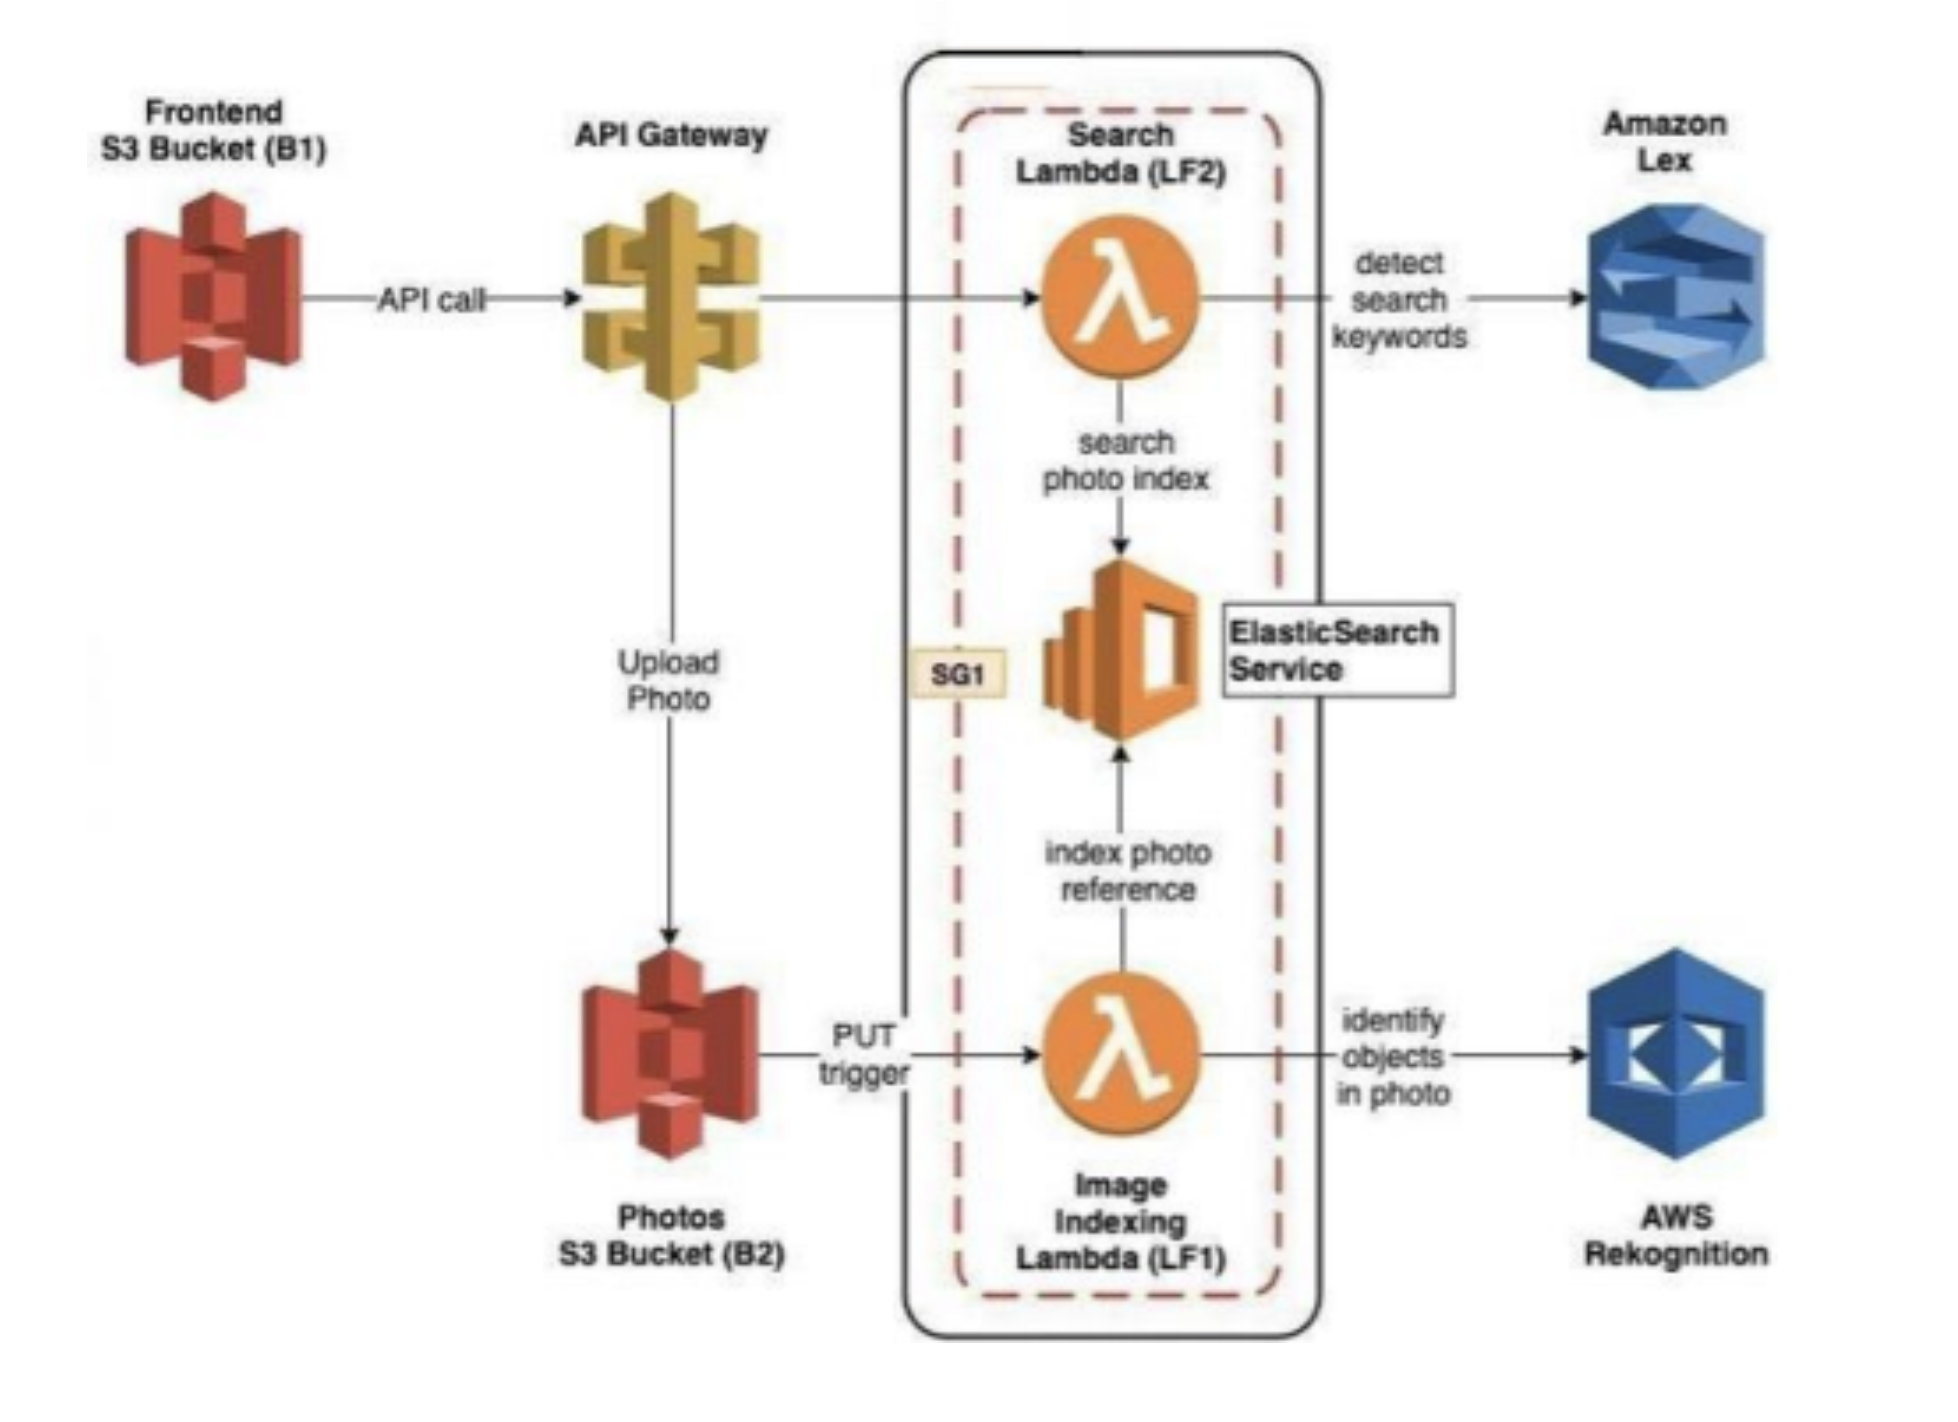 Frontend
S3 Bucket (B1)
API Gateway
Search
Lambda (LF2)
Amazon
Lex
API call
detect
search
keywords
search
photo index
Upload
Photo
SG1
ElasticSearch
Service
index photo
reference
PUT
trigger
identify
objects
in photo
Photos
S3 Bucket (B2)
Image
Indexing
Lambda (LF1)
AWS
Rekognition